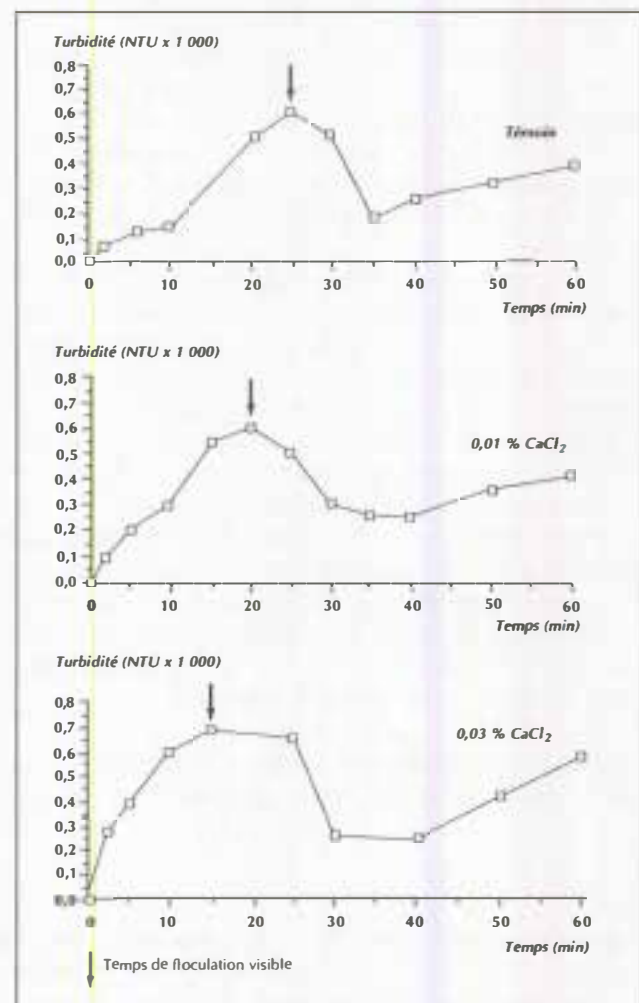 Turbidité (NTU x 1 000)
0,8
0,7
0,6
0,5
0,4
0,3
0,2
0,1
0,0
Témoin
0 10 20 30 40 50 60
Temps (min)
Turbidité (NTU x 1 000)
0,8
0,7
0,6
0,5
0,4
0,3
0,2
0,1
0,0
0,01 % CaCl₂
0 10 20 30 40 50 60
Temps (min)
Turbidité (NTU x 1 000)
0,8
0,7
0,6
0,5
0,4
0,3
0,2
0,1
0,0
0,03 % CaCl₂
0 10 20 30 40 50 60
Temps (min)
Temps de floculation visible